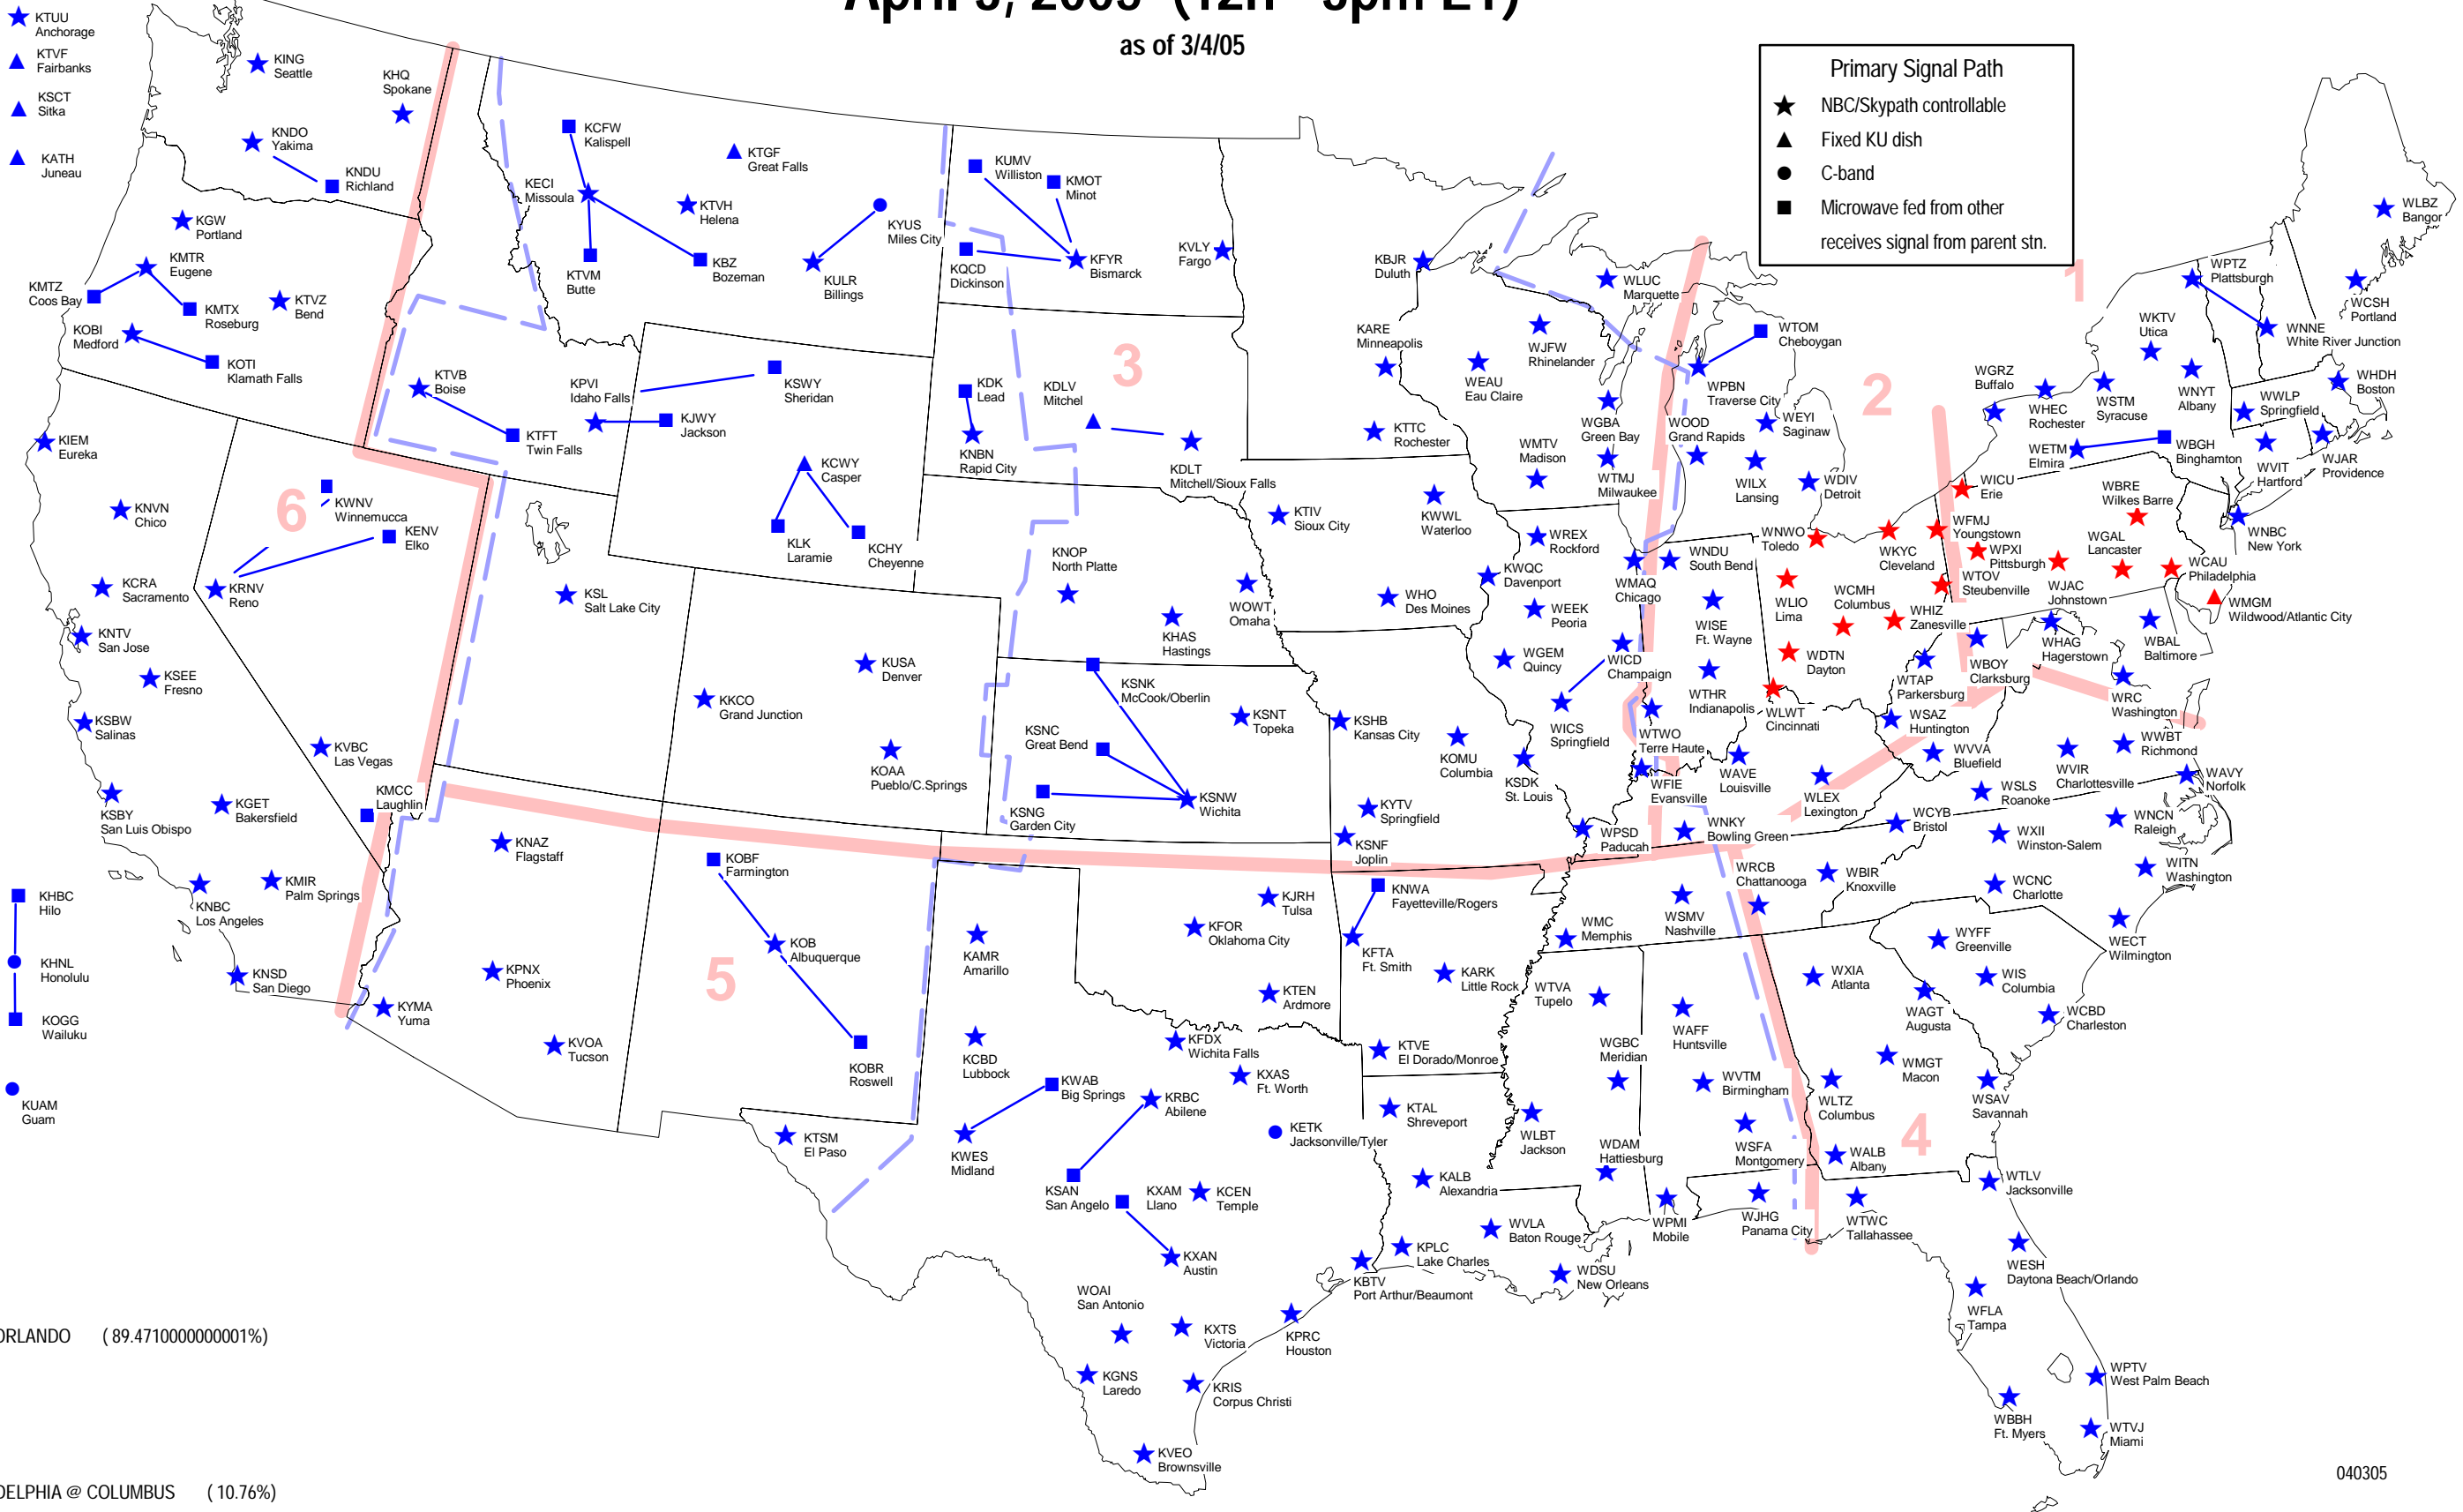 April 3, 2005 (12n - 3pm ET)
as of 3/4/05
Primary Signal Path
NBC/Skypath controllable
Fixed KU dish
C-band
Microwave fed from other
receives signal from parent stn.
KTUU
Anchorage
KTVF
Fairbanks
KSCT
Sitka
KATH
Juneau
KING
Seattle
KHQ
Spokane
KNDO
Yakima
KNDU
Richland
KGW
Portland
KMTR
Eugene
KMTZ
Coos Bay
KMTX
Roseburg
KTVZ
Bend
KOBI
Medford
KOTI
Klamath Falls
KIEM
Eureka
KNVN
Chico
KCRA
Sacramento
KNTV
San Jose
KSEE
Fresno
KSBW
Salinas
KSBY
San Luis Obispo
KGET
Bakersfield
KNBC
Los Angeles
KMIR
Palm Springs
KNSD
San Diego
6
KWNV
Winnemucca
KENV
Elko
KRNV
Reno
KVBC
Las Vegas
KMCC
Laughlin
KHBC
Hilo
KHNL
Honolulu
KOGG
Wailuku
KUAM
Guam
KCFW
Kalispell
KECI
Missoula
KTGF
Great Falls
KTVH
Helena
KTVM
Butte
KBZ
Bozeman
KULR
Billings
KYUS
Miles City
KTVB
Boise
KTFT
Twin Falls
KPVI
Idaho Falls
KSWY
Sheridan
KJWY
Jackson
KCWY
Casper
KLK
Laramie
KCHY
Cheyenne
KSL
Salt Lake City
KUSA
Denver
KKCO
Grand Junction
KOAA
Pueblo/C.Springs
KNAZ
Flagstaff
KPNX
Phoenix
KYMA
Yuma
KVOA
Tucson
KOBF
Farmington
KOB
Albuquerque
KOBR
Roswell
5
KUMV
Williston
KMOT
Minot
KQCD
Dickinson
KFYR
Bismarck
KVLY
Fargo
3
KDK
Lead
KNBN
Rapid City
KDLV
Mitchel
KDLT
Mitchell/Sioux Falls
KNOP
North Platte
KHAS
Hastings
WOWT
Omaha
KSNK
McCook/Oberlin
KSNC
Great Bend
KSNG
Garden City
KSNW
Wichita
KSNT
Topeka
KJRH
Tulsa
KFOR
Oklahoma City
KTEN
Ardmore
KAMR
Amarillo
KCBD
Lubbock
KFDX
Wichita Falls
KXAS
Ft. Worth
KWAB
Big Springs
KRBC
Abilene
KTSM
El Paso
KWES
Midland
KSAN
San Angelo
KETK
Jacksonville/Tyler
KXAM
Llano
KCEN
Temple
KXAN
Austin
WOAI
San Antonio
KXTS
Victoria
KPRC
Houston
KBTV
Port Arthur/Beaumont
KGNS
Laredo
KRIS
Corpus Christi
KVEO
Brownsville
KBJR
Duluth
KARE
Minneapolis
KTTC
Rochester
KTIV
Sioux City
KWWL
Waterloo
WHO
Des Moines
KWQC
Davenport
KSHB
Kansas City
KOMU
Columbia
KSDK
St. Louis
KYTV
Springfield
KSNF
Joplin
KNWA
Fayetteville/Rogers
KFTA
Ft. Smith
KARK
Little Rock
KTVE
El Dorado/Monroe
KTAL
Shreveport
KALB
Alexandria
KPLC
Lake Charles
WVLA
Baton Rouge
WDSU
New Orleans
WLUC
Marquette
WJFW
Rhinelander
WEAU
Eau Claire
WGBA
Green Bay
WMTV
Madison
WTMJ
Milwaukee
WREX
Rockford
WMAQ
Chicago
WEEK
Peoria
WGEM
Quincy
WICD
Champaign
WICS
Springfield
WPSD
Paducah
WTOM
Cheboygan
WPBN
Traverse City
WOOD
Grand Rapids
WEYI
Saginaw
WILX
Lansing
WDIV
Detroit
2
WNDU
South Bend
WISE
Ft. Wayne
WTHR
Indianapolis
WTWO
Terre Haute
WFIE
Evansville
WAVE
Louisville
WLEX
Lexington
WNKY
Bowling Green
WNWO
Toledo
WKYC
Cleveland
WLIO
Lima
WCMH
Columbus
WHIZ
Zanesville
WDTN
Dayton
WLWT
Cincinnati
WFMJ
Youngstown
WTOV
Steubenville
WICU
Erie
WPXI
Pittsburgh
WJAC
Johnstown
WBRE
Wilkes Barre
WGAL
Lancaster
WCAU
Philadelphia
WMGM
Wildwood/Atlantic City
1
WLBZ
Bangor
WCSH
Portland
WPTZ
Plattsburgh
WNNE
White River Junction
WKTV
Utica
WHDH
Boston
WGRZ
Buffalo
WHEC
Rochester
WSTM
Syracuse
WNYT
Albany
WWLP
Springfield
WETM
Elmira
WBGH
Binghamton
WVIT
Hartford
WJAR
Providence
WNBC
New York
WHAG
Hagerstown
WBAL
Baltimore
WBOY
Clarksburg
WTAP
Parkersburg
WSAZ
Huntington
WVVA
Bluefield
WRC
Washington
WWBT
Richmond
WVIR
Charlottesville
WAVY
Norfolk
WSLS
Roanoke
WCYB
Bristol
WXII
Winston-Salem
WNCN
Raleigh
WITN
Washington
WCNC
Charlotte
WECT
Wilmington
WRCB
Chattanooga
WBIR
Knoxville
WSMV
Nashville
WMC
Memphis
WTVA
Tupelo
WGBC
Meridian
WLBT
Jackson
WDAM
Hattiesburg
WAFF
Huntsville
WVTM
Birmingham
WSFA
Montgomery
WPMI
Mobile
WJHG
Panama City
WYFF
Greenville
WIS
Columbia
WCBD
Charleston
WXIA
Atlanta
WAGT
Augusta
WMGT
Macon
WLTZ
Columbus
WSAV
Savannah
WALB
Albany
4
WTLV
Jacksonville
WTWC
Tallahassee
WESH
Daytona Beach/Orlando
WFLA
Tampa
WPTV
West Palm Beach
WBBH
Ft. Myers
WTVJ
Miami
ORLANDO (89.4710000000001%)
DELPHIA @ COLUMBUS (10.76%)
040305